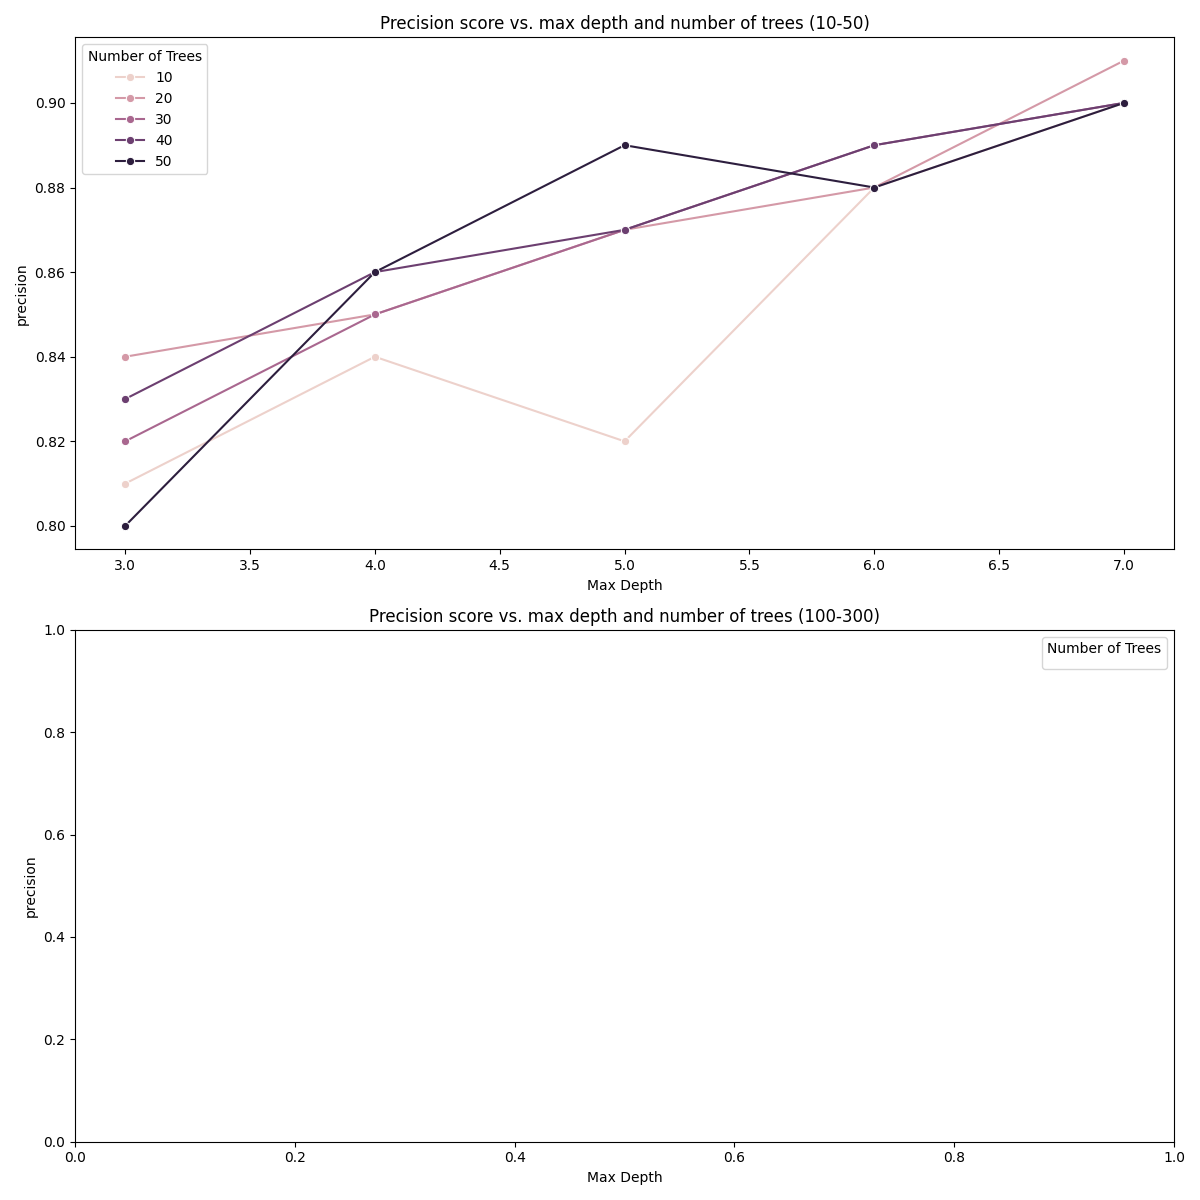 Precision score vs. max depth and number of trees (10-50)
Number of Trees
10
20
30
40
50
precision
0.90
0.88
0.86
0.84
0.82
0.80
3.0 3.5 4.0 4.5 5.0 5.5 6.0 6.5 7.0
Max Depth
Precision score vs. max depth and number of trees (100-300)
Number of Trees
precision
1.0
0.8
0.6
0.4
0.2
0.0
0.0 0.2 0.4 0.6 0.8 1.0
Max Depth